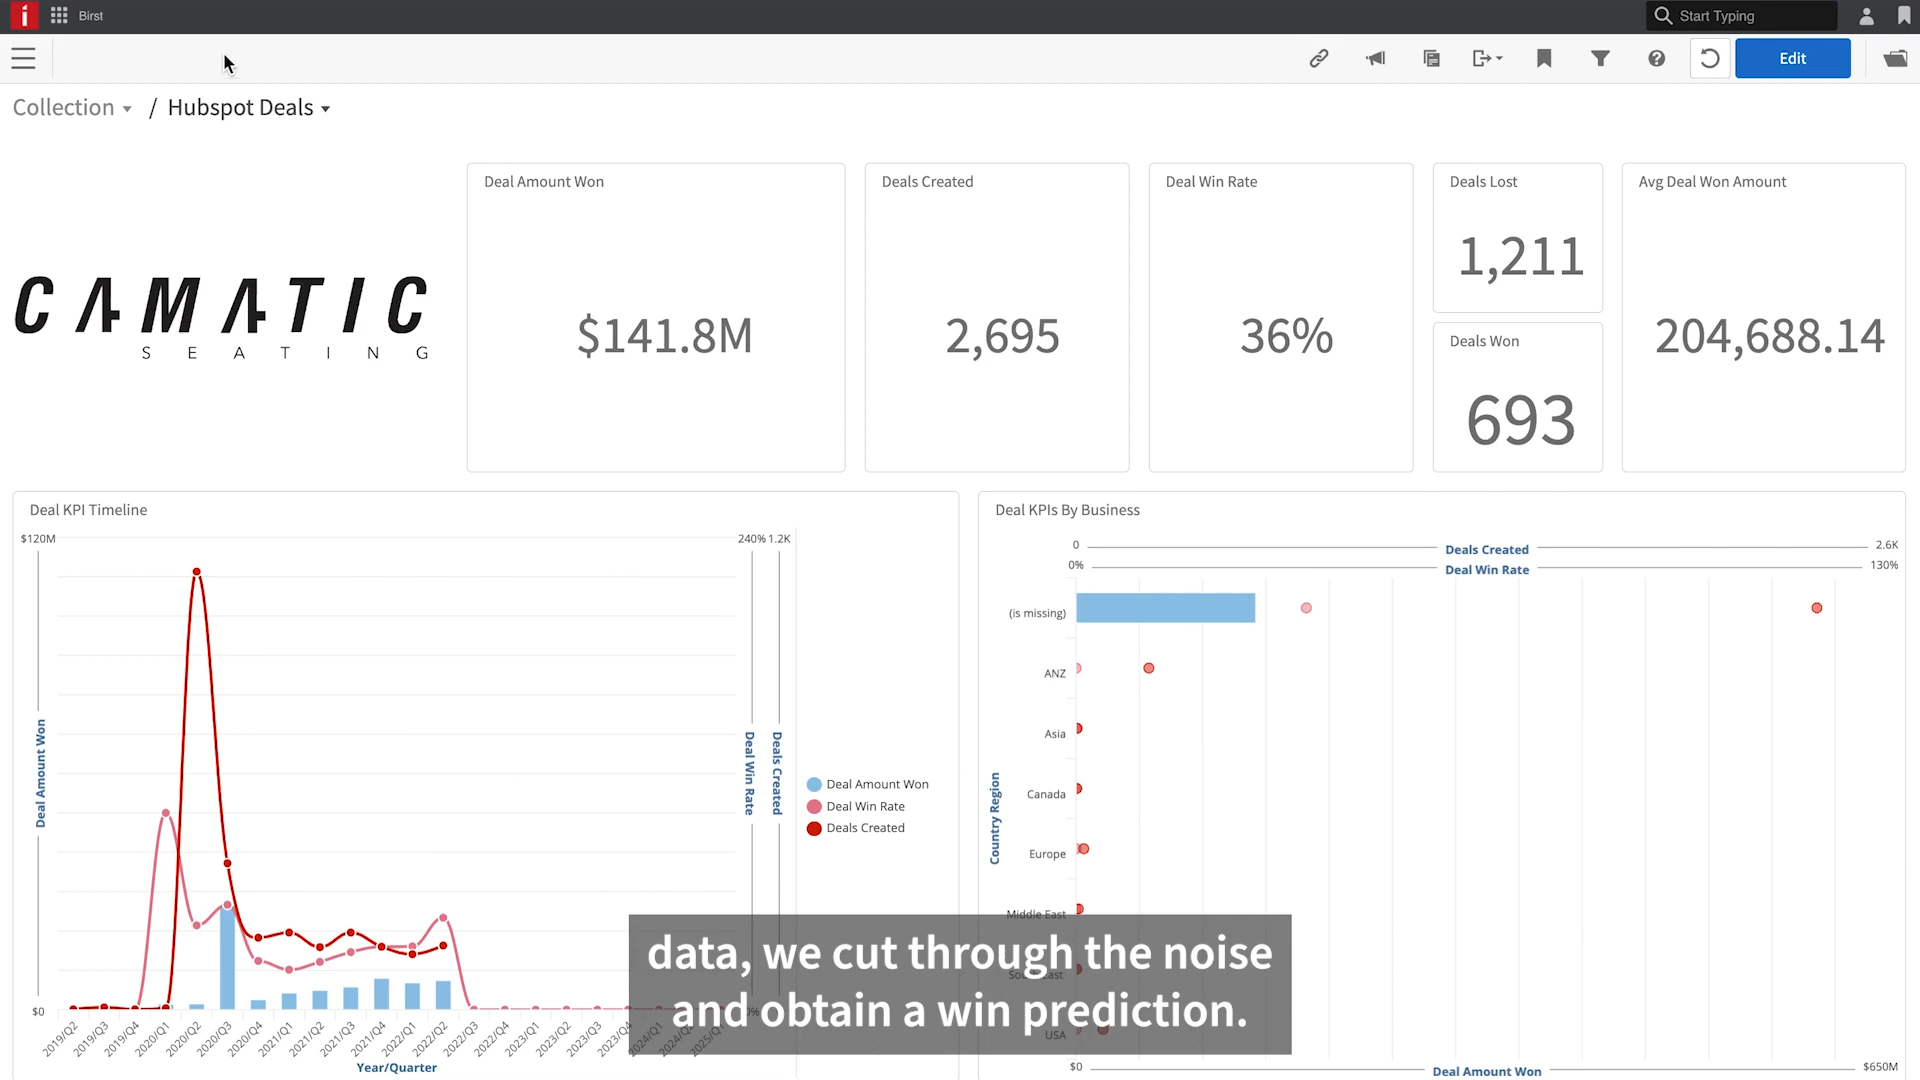 i
Birst
Start Typing
Edit
Collection / Hubspot Deals
CAMATIC
SEATING
Deal Amount Won
$141.8M
Deals Created
2,695
Deal Win Rate
36%
Deals Lost
1,211
Deals Won
693
Avg Deal Won Amount
204,688.14
Deal KPI Timeline
$120M
240% 1.2K
Deal Amount Won
Deal Win Rate
Deals Created
Deal Amount Won
Deal Win Rate
Deals Created
$0
2019/Q2
2019/Q3
2019/Q4
2020/Q1
2020/Q2
2020/Q3
2020/Q4
2021/Q1
2021/Q2
2021/Q3
2021/Q4
2022/Q1
2022/Q2
2022/Q3
2022/Q4
2023/Q1
2023/Q2
2023/Q3
2023/Q4
2024/Q1
Year/Quarter
Deal KPIs By Business
0 Deals Created 2.6K
0% Deal Win Rate 130%
Country Region
(is missing)
ANZ
Asia
Canada
Europe
Middle East
USA
$0 Deal Amount Won $650M
data, we cut through the noise
and obtain a win prediction.